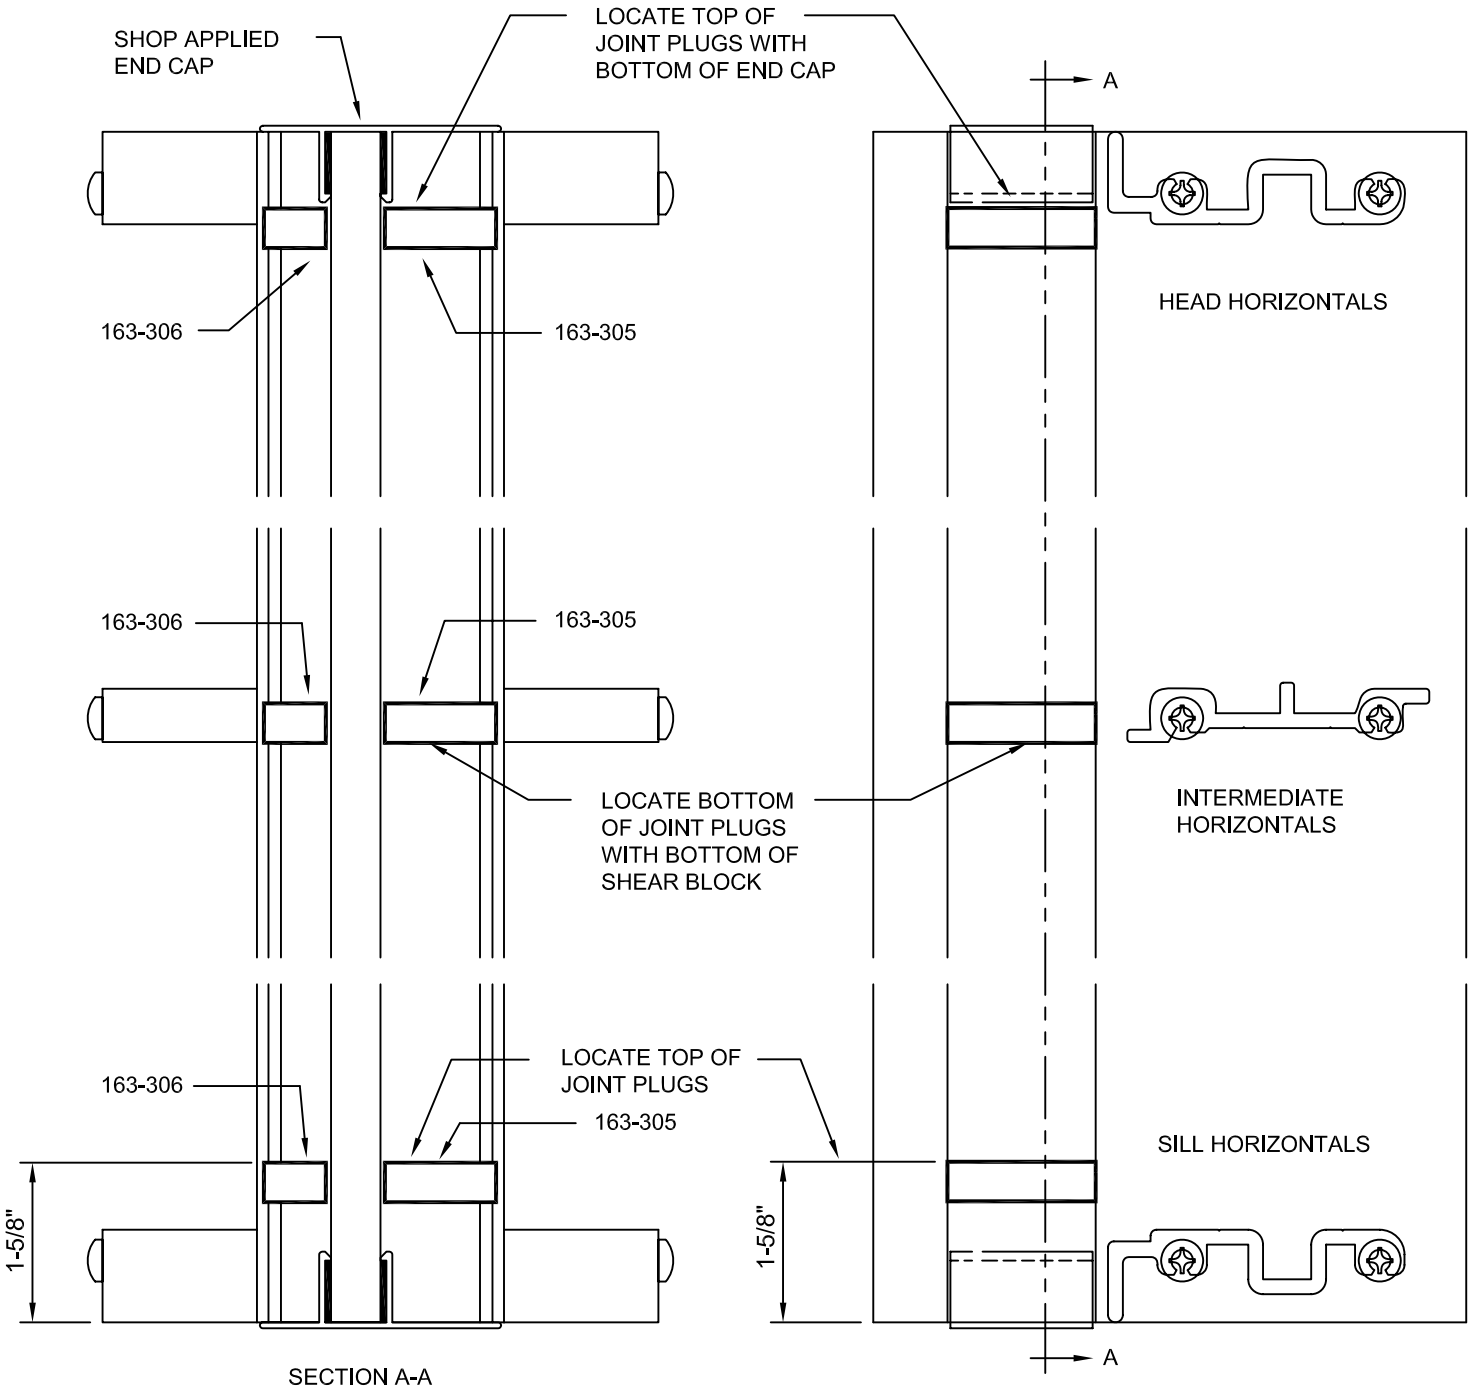 SHOP APPLIED
END CAP
LOCATE TOP OF
JOINT PLUGS WITH
BOTTOM OF END CAP
A
163-306
163-305
HEAD HORIZONTALS
163-306
163-305
LOCATE BOTTOM
OF JOINT PLUGS
WITH BOTTOM OF
SHEAR BLOCK
INTERMEDIATE
HORIZONTALS
163-306
LOCATE TOP OF
JOINT PLUGS
163-305
SILL HORIZONTALS
1-5/8"
1-5/8"
A
SECTION A-A